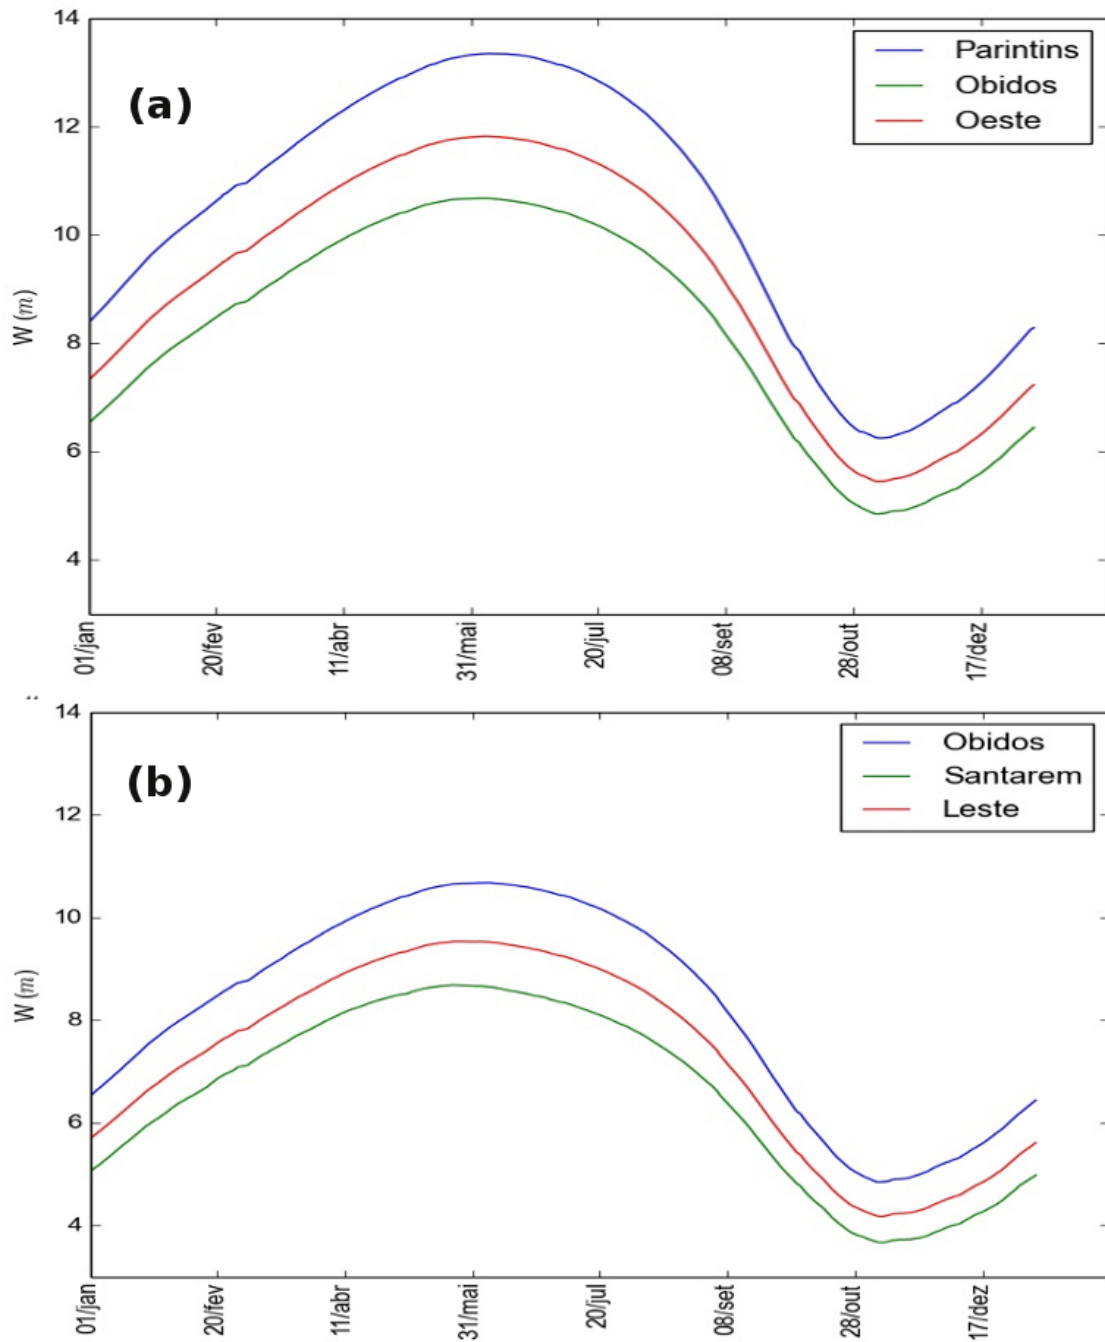 14
12
10
8
6
4
W (m)
(a)
Parintins
Obidos
Oeste
01/jan
20/fev
11/abr
31/mai
20/jul
08/set
28/out
17/dez
14
12
10
8
6
4
W (m)
(b)
Obidos
Santarem
Leste
01/jan
20/fev
11/abr
31/mai
20/jul
08/set
28/out
17/dez